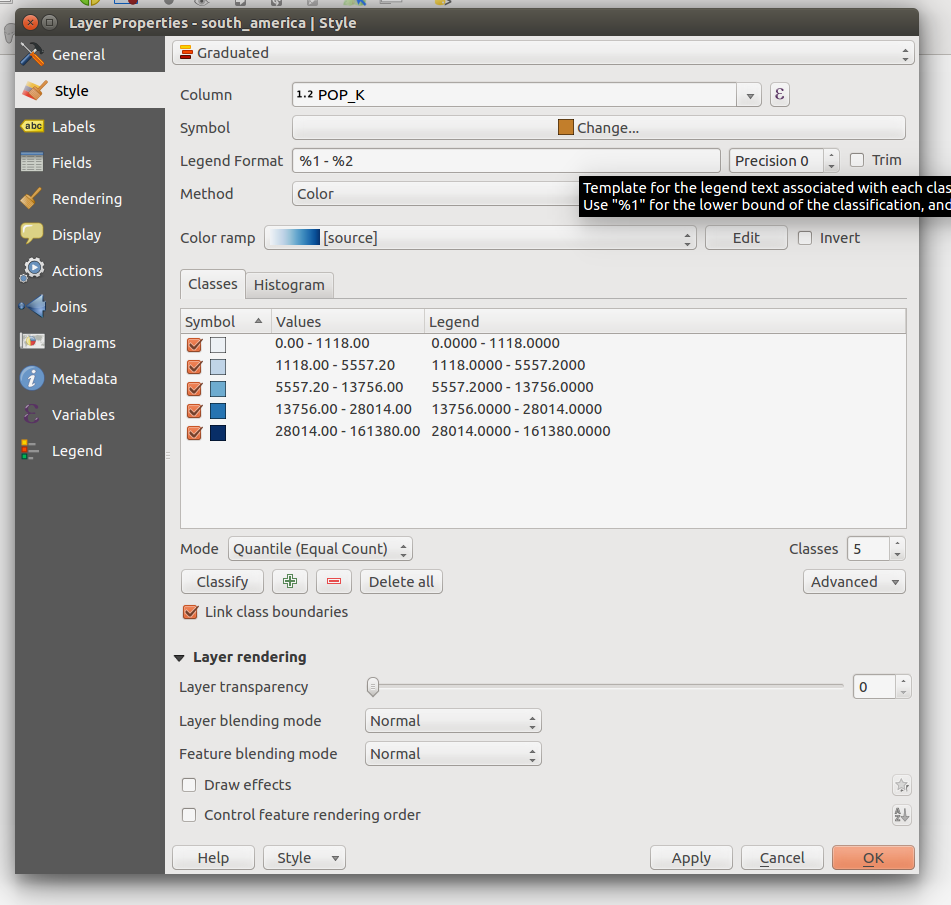 Layer Properties - south_america | Style
General
Style
Labels
Fields
Rendering
Display
Actions
Joins
Diagrams
Metadata
Variables
Legend
Graduated
Column 1.2 POP_K ε
Symbol Change...
Legend Format %1 - %2 Precision 0 Trim
Method Color
Template for the legend text associated with each clas
Use "%1" for the lower bound of the classification, and
Color ramp [source] Edit Invert
Classes Histogram
Symbol Values Legend
0.00 - 1118.00 0.0000 - 1118.0000
1118.00 - 5557.20 1118.0000 - 5557.2000
5557.20 - 13756.00 5557.2000 - 13756.0000
13756.00 - 28014.00 13756.0000 - 28014.0000
28014.00 - 161380.00 28014.0000 - 161380.0000
Mode Quantile (Equal Count) Classes 5
Classify Delete all Advanced
Link class boundaries
Layer rendering
Layer transparency 0
Layer blending mode Normal
Feature blending mode Normal
Draw effects
Control feature rendering order
Help Style Apply Cancel OK